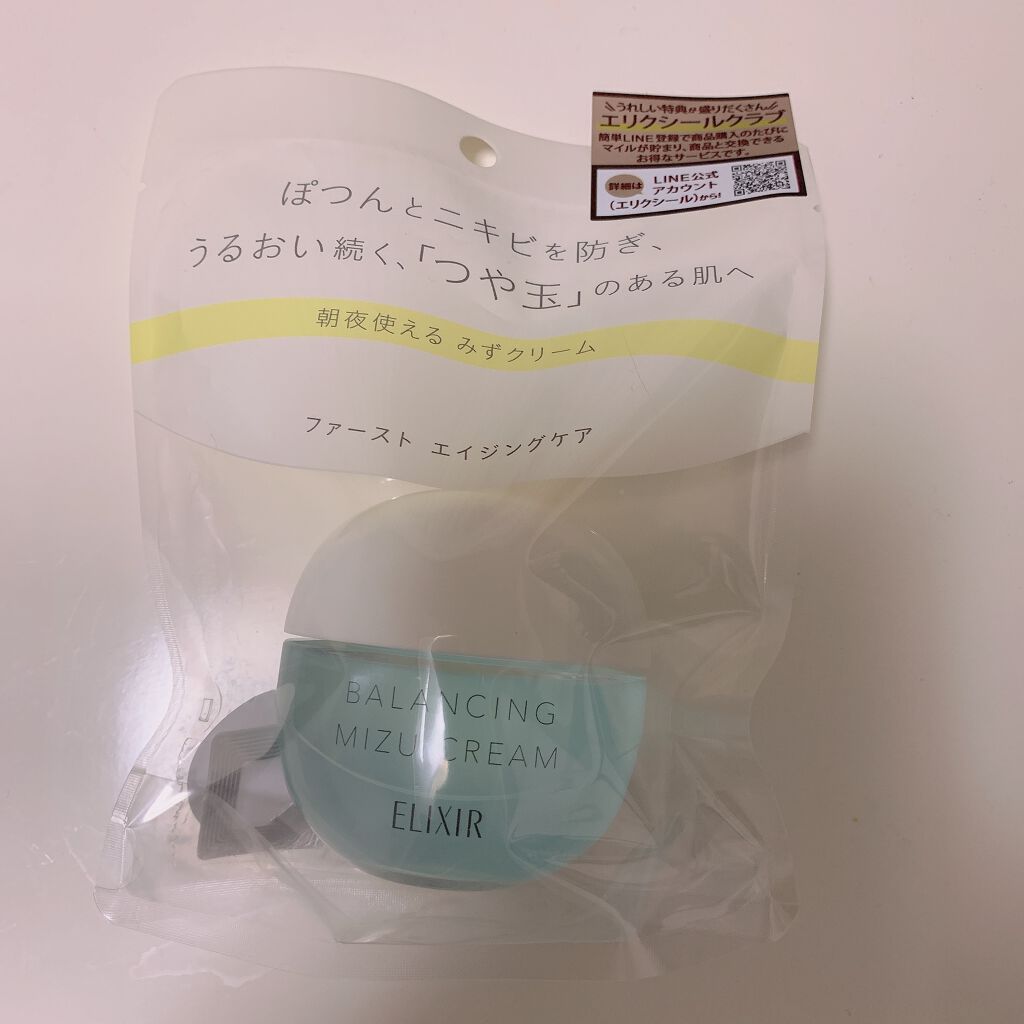 うれしい特典が盛りだくさん
エリクシールクラブ
簡単LINE登録で商品購入のたびに
マイルが貯まり、商品と交換できる
お得なサービスです。
詳細は
LINE公式
アカウント
(エリクシール)から!
ぽつんとニキビを防ぎ、
うるおい続く、「つや玉」のある肌へ
朝夜使える みずクリーム
ファースト エイジングケア
BALANCING
MIZU CREAM
ELIXIR